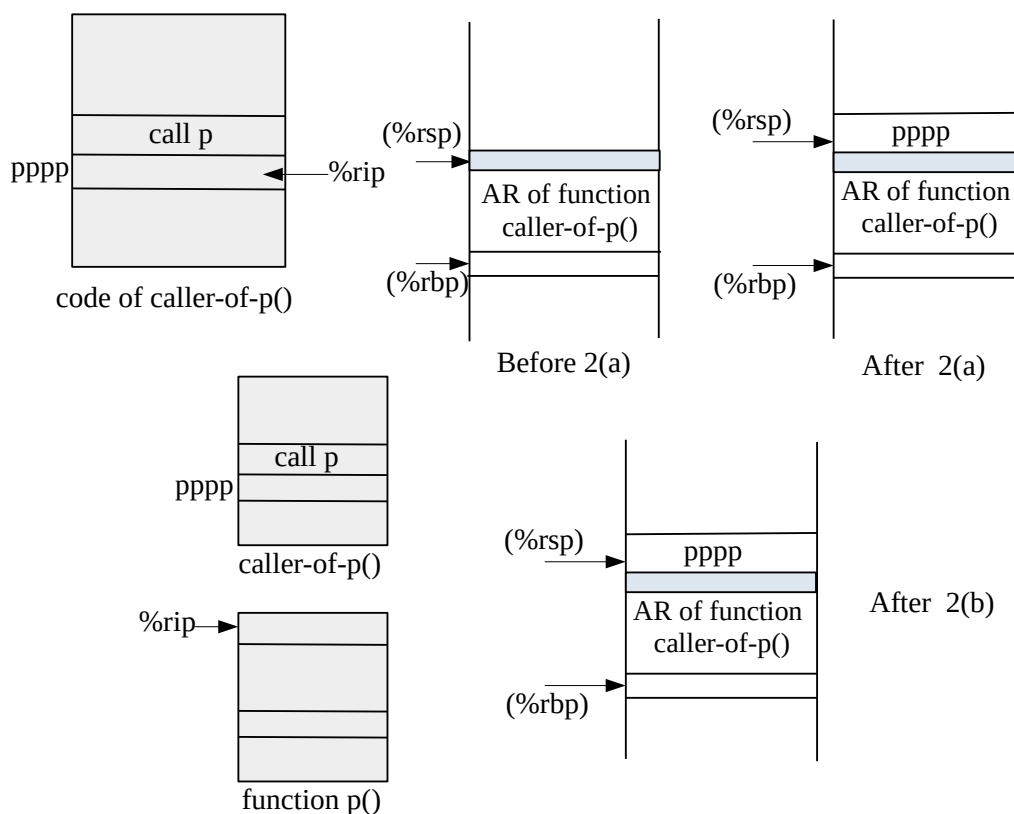 call p
pppp
%rip
code of caller-of-p()
(%rsp)
AR of function
caller-of-p()
(%rbp)
Before 2(a)
(%rsp)
pppp
AR of function
caller-of-p()
(%rbp)
After 2(a)
call p
pppp
caller-of-p()
%rip
function p()
(%rsp)
pppp
AR of function
caller-of-p()
(%rbp)
After 2(b)